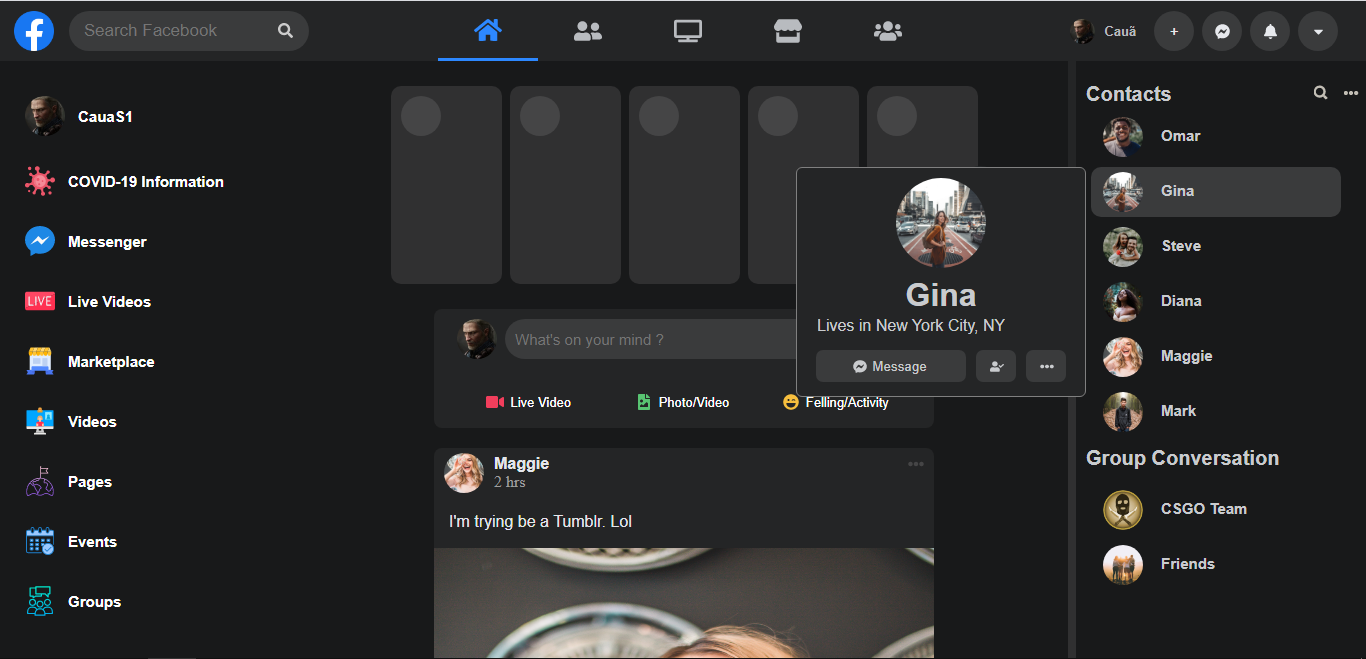 Search Facebook
Cauã
CauaS1
COVID-19 Information
Messenger
LIVE
Live Videos
Marketplace
Videos
Pages
Events
Groups
What's on your mind ?
Live Video
Photo/Video
Felling/Activity
Maggie
2 hrs
I'm trying be a Tumblr. Lol
Gina
Lives in New York City, NY
Message
Contacts
Omar
Gina
Steve
Diana
Maggie
Mark
Group Conversation
CSGO Team
Friends